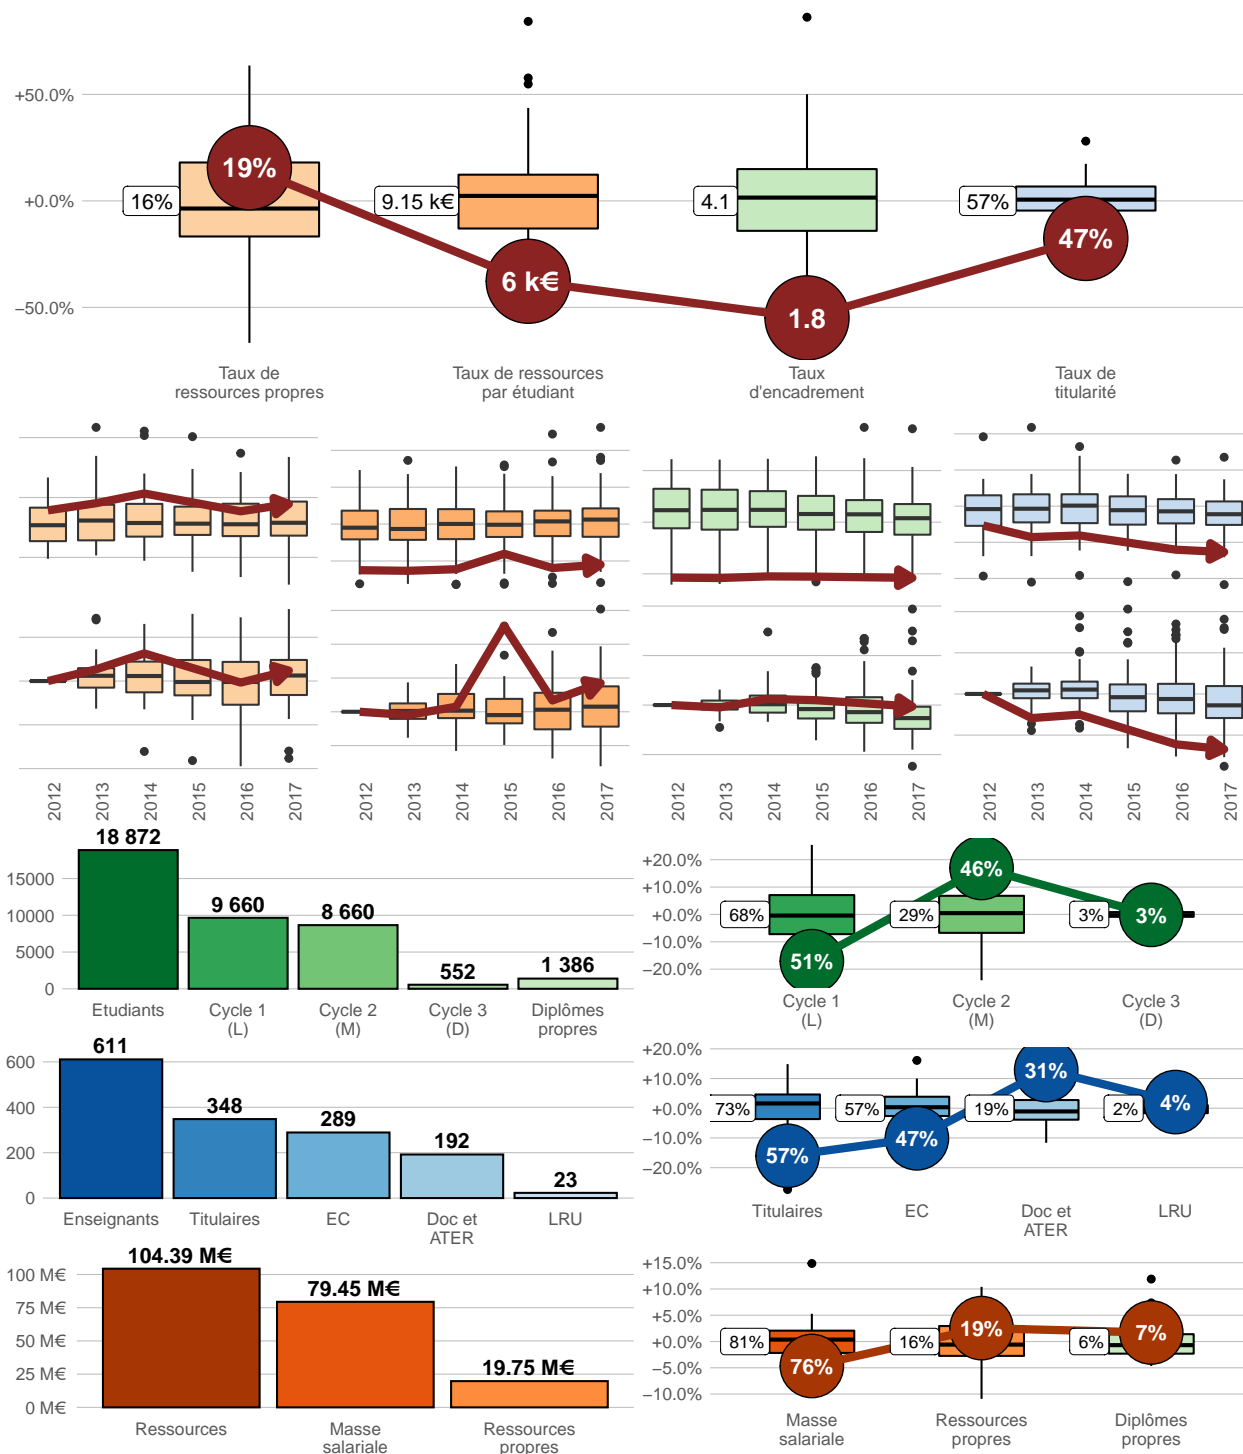 +50.0%
+0.0%
−50.0%
16%
19%
9.15 k€
6 k€
4.1
1.8
57%
47%
Taux de
ressources propres
Taux de ressources
par étudiant
Taux
d'encadrement
Taux de
titularité
2012 2013 2014 2015 2016 2017
2012 2013 2014 2015 2016 2017
2012 2013 2014 2015 2016 2017
2012 2013 2014 2015 2016 2017
15000
10000
5000
0
18 872
9 660
8 660
552
1 386
Etudiants
Cycle 1
(L)
Cycle 2
(M)
Cycle 3
(D)
Diplômes
propres
+20.0%
+10.0%
+0.0%
−10.0%
−20.0%
68%
51%
29%
46%
3%
3%
Cycle 1
(L)
Cycle 2
(M)
Cycle 3
(D)
600
400
200
0
611
348
289
192
23
Enseignants
Titulaires
EC
Doc et
ATER
LRU
+20.0%
+10.0%
+0.0%
−10.0%
−20.0%
73%
57%
57%
47%
19%
31%
2%
4%
Titulaires
EC
Doc et
ATER
LRU
100 M€
75 M€
50 M€
25 M€
0 M€
104.39 M€
79.45 M€
19.75 M€
Ressources
Masse
salariale
Ressources
propres
+15.0%
+10.0%
+5.0%
+0.0%
−5.0%
−10.0%
81%
76%
16%
19%
6%
7%
Masse
salariale
Ressources
propres
Diplômes
propres